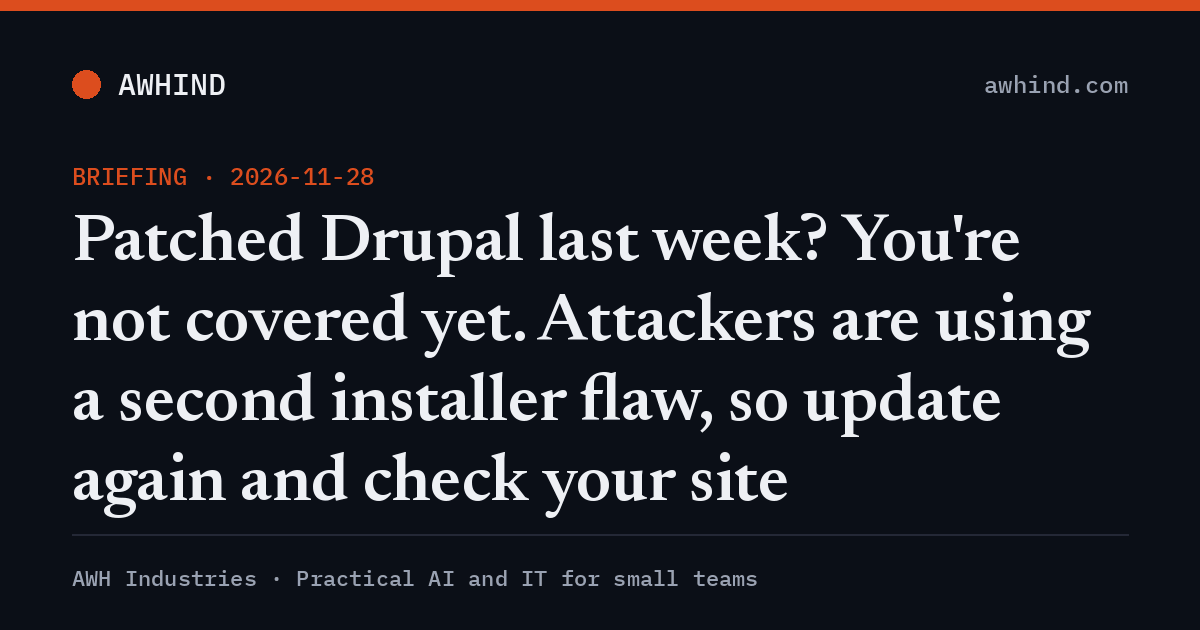 AWHIND
awhind.com
BRIEFING · 2026-11-28
Patched Drupal last week? You're
not covered yet. Attackers are using
a second installer flaw, so update
again and check your site
AWH Industries · Practical AI and IT for small teams